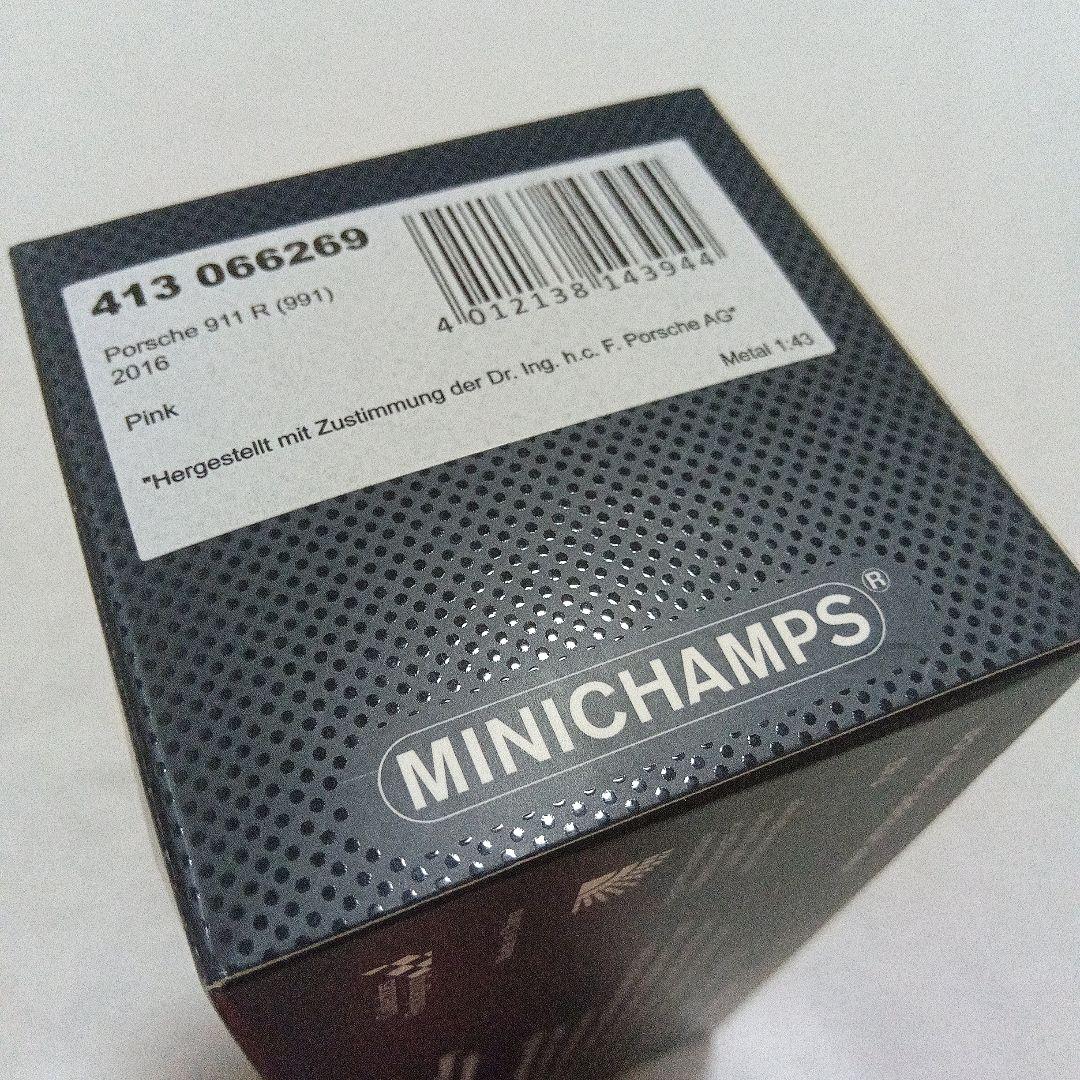 413 066269
Porsche 911 R (991)
2016
Pink
4 012138 143944
"Hergestellt mit Zustimmung der Dr. Ing. h.c. F. Porsche AG"
Metal 1:43
MINICHAMPS®